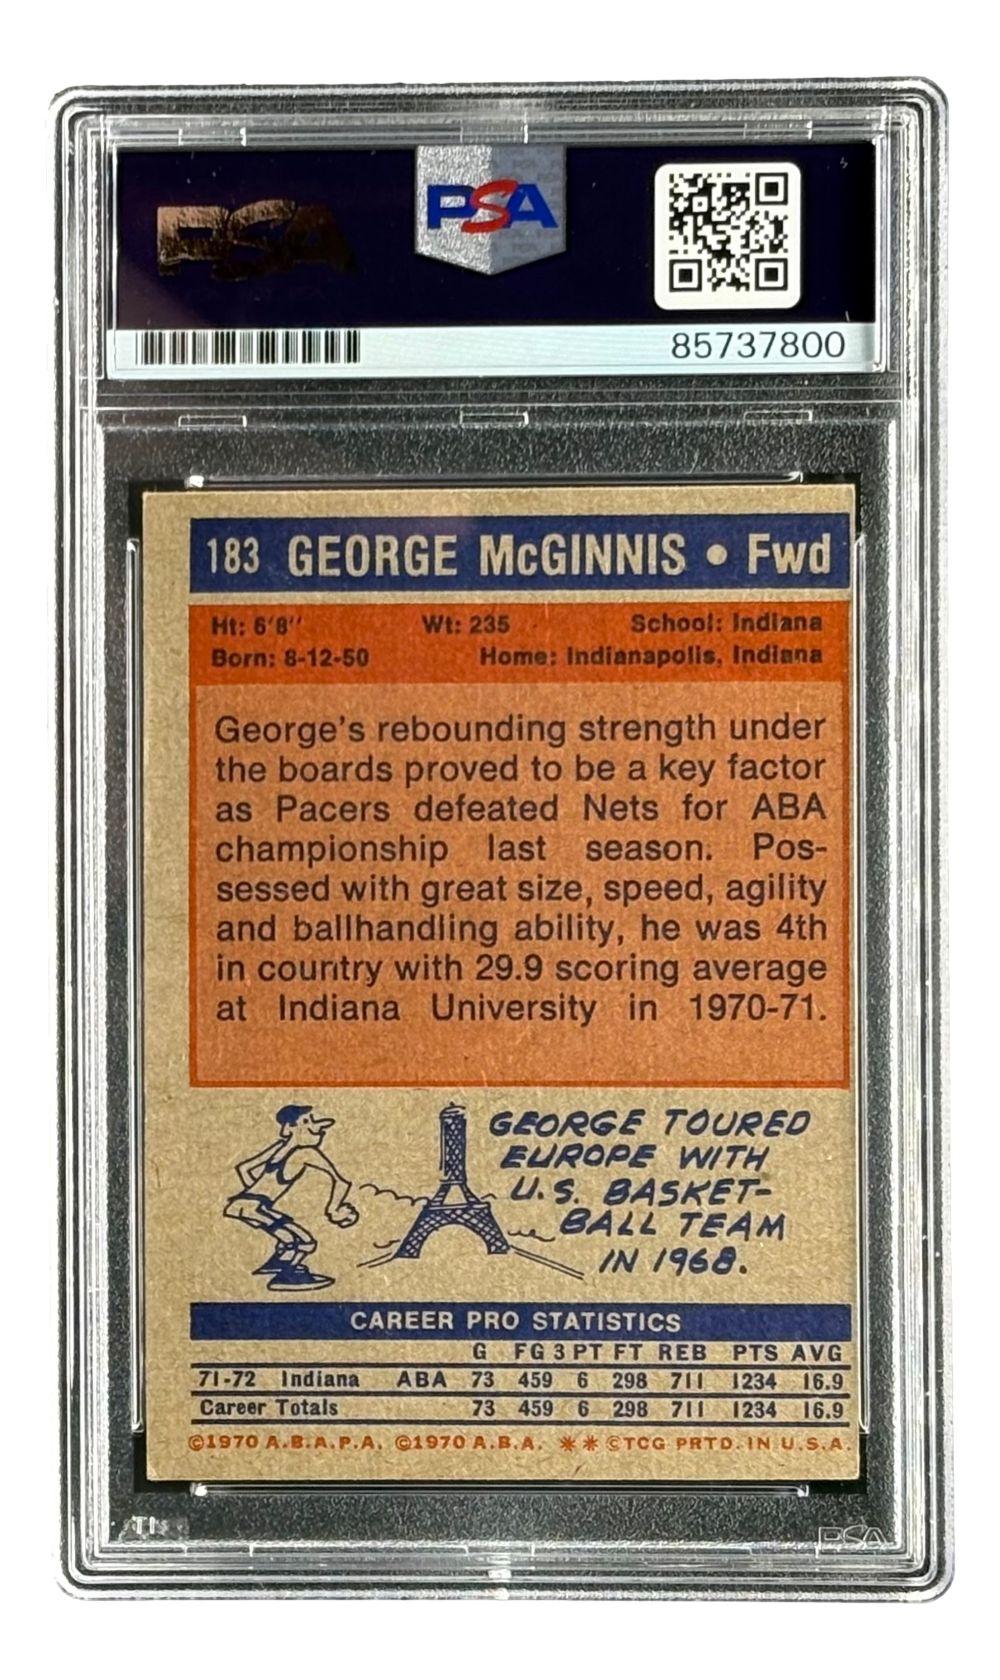 PSA
PSA
85737800
183 GEORGE McGINNIS • Fwd
Ht: 6'8'' Wt: 235 School: Indiana
Born: 8-12-50 Home: Indianapolis, Indiana
George's rebounding strength under
the boards proved to be a key factor
as Pacers defeated Nets for ABA
championship last season. Pos-
sessed with great size, speed, agility
and ballhandling ability, he was 4th
in country with 29.9 scoring average
at Indiana University in 1970-71.
GEORGE TOURED
EUROPE WITH
U.S. BASKET-
BALL TEAM
IN 1968.
CAREER PRO STATISTICS
G FG 3 PT FT REB PTS AVG
71-72 Indiana ABA 73 459 6 298 711 1234 16.9
Career Totals 73 459 6 298 711 1234 16.9
©1970 A.B.A.P.A. ©1970 A.B.A. ** ©TCG PRTD. IN U.S.A.
PSA